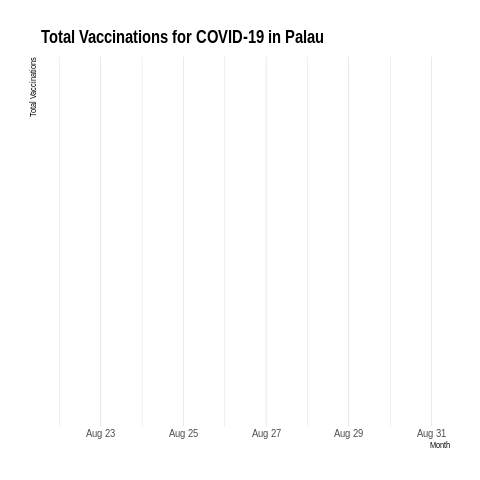 Total Vaccinations for COVID-19 in Palau
Total Vaccinations
Aug 23 Aug 25 Aug 27 Aug 29 Aug 31
Month